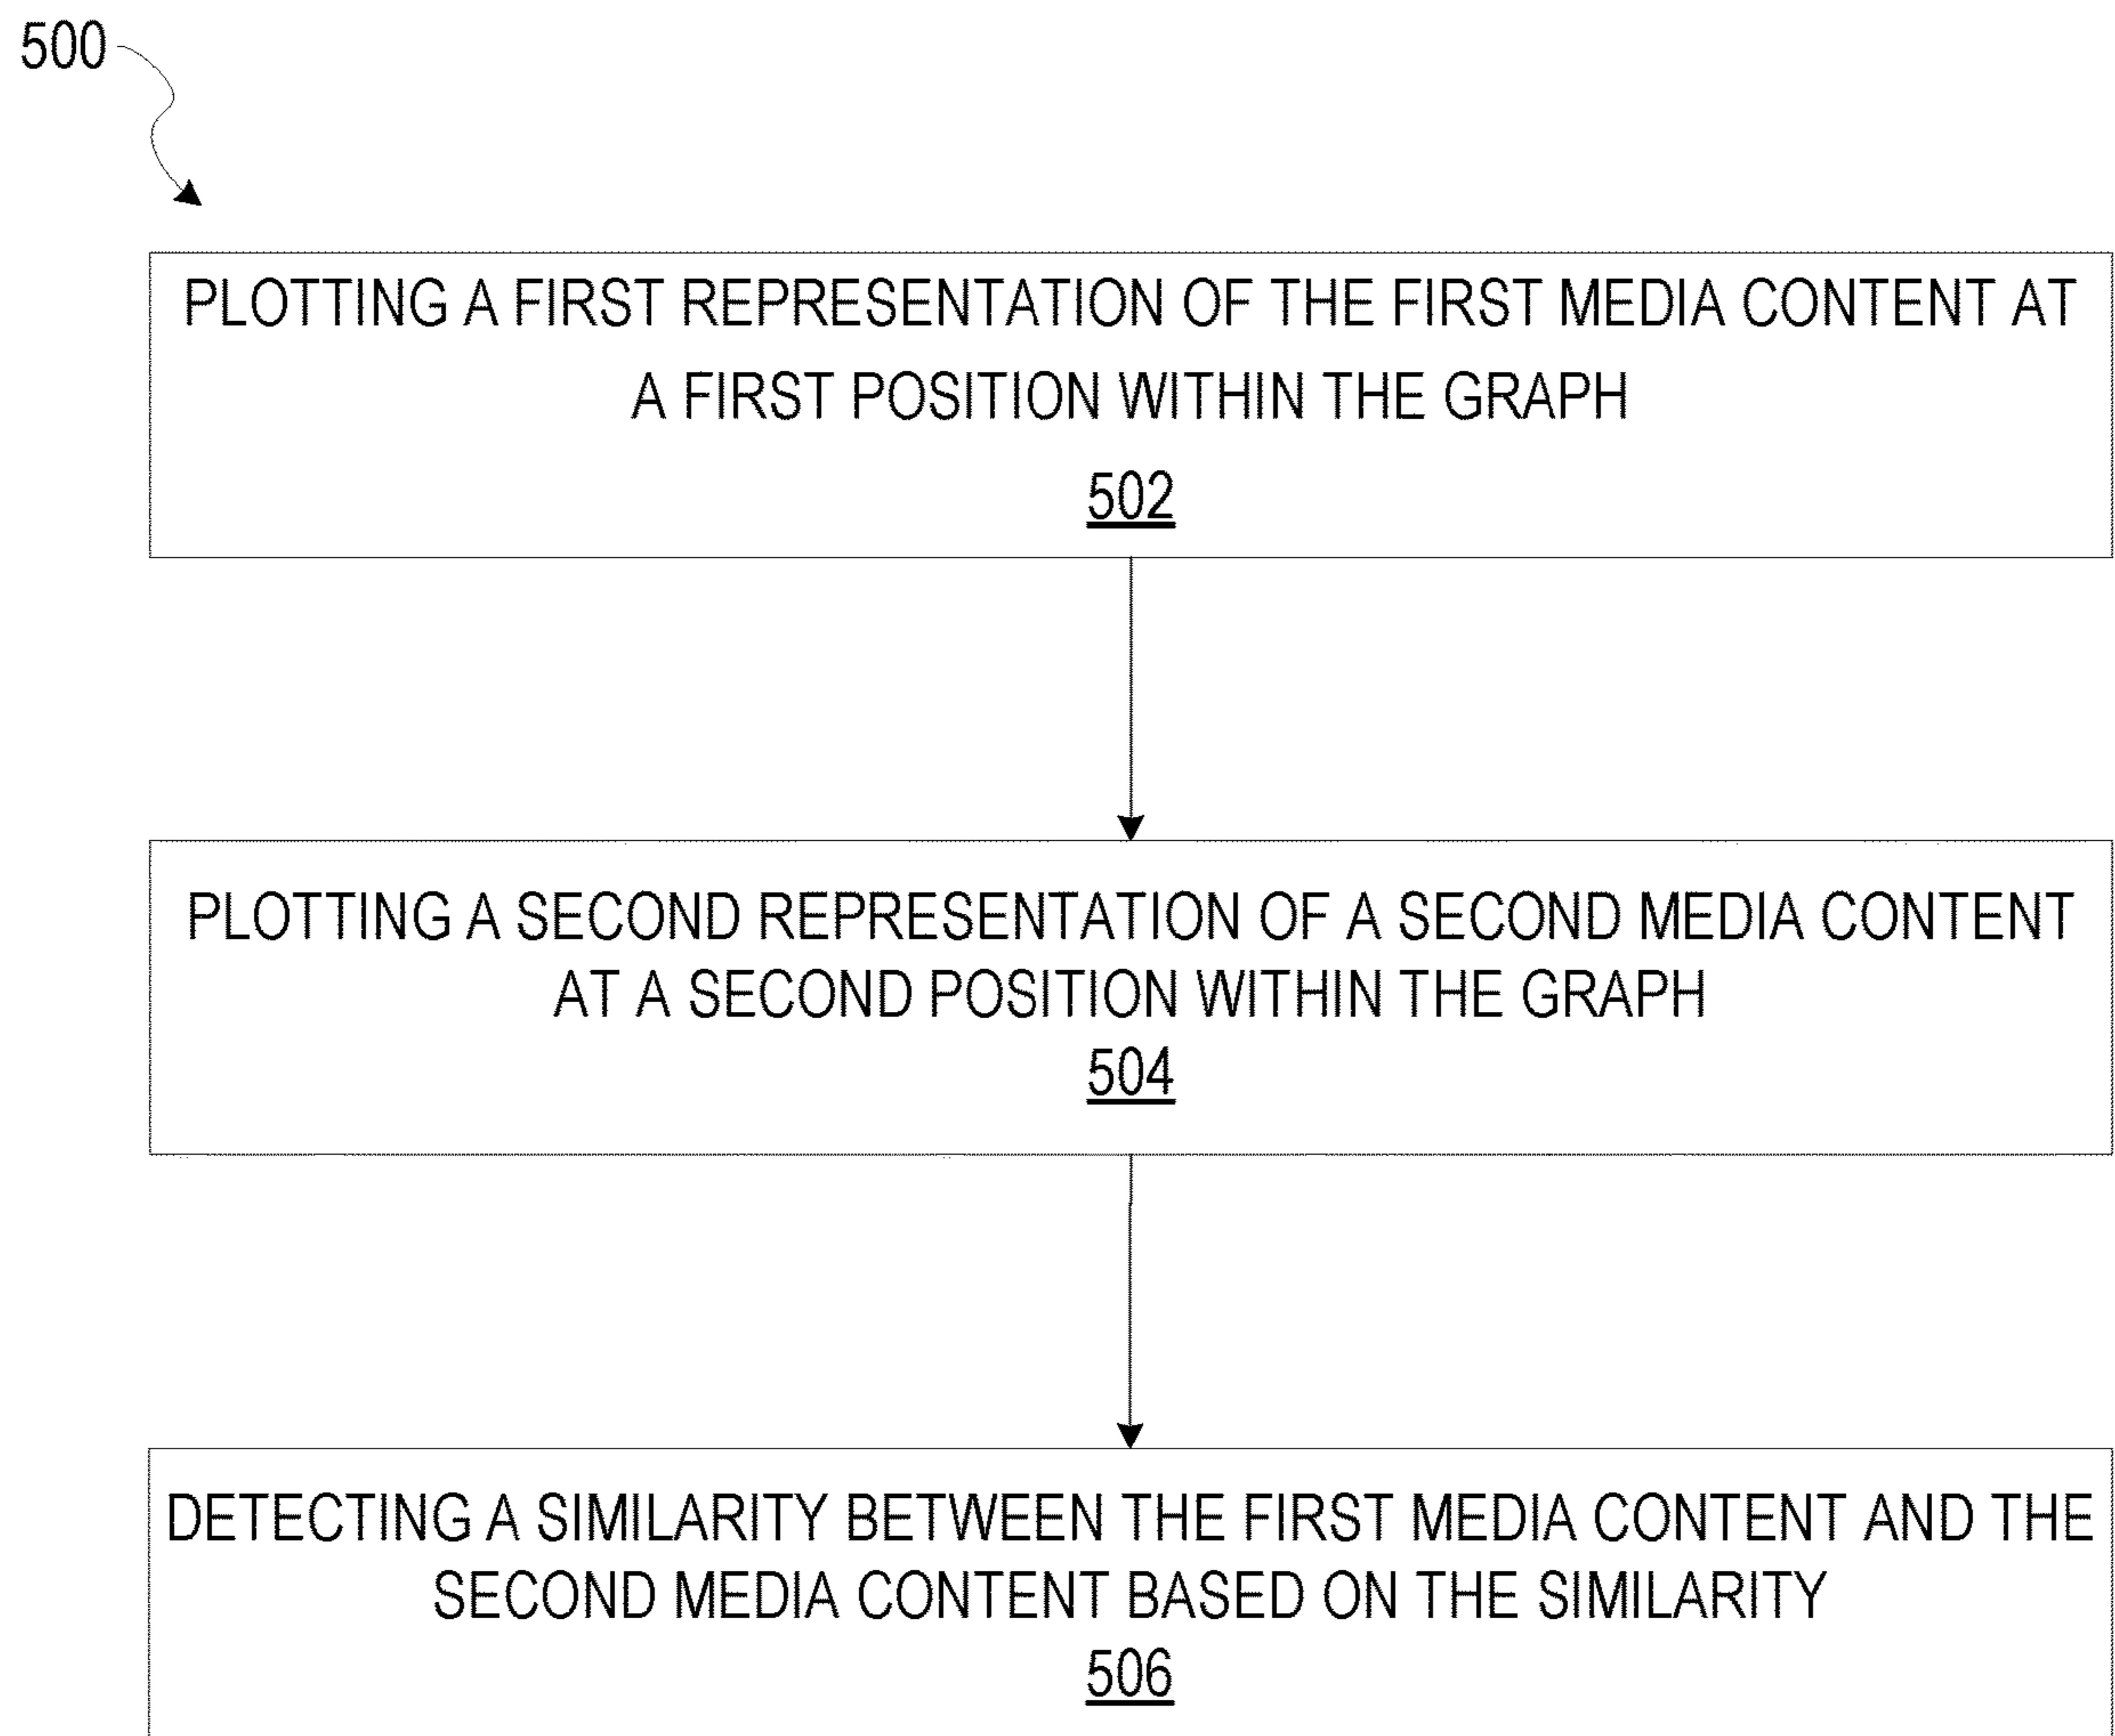 500
PLOTTING A FIRST REPRESENTATION OF THE FIRST MEDIA CONTENT AT
A FIRST POSITION WITHIN THE GRAPH
502
PLOTTING A SECOND REPRESENTATION OF A SECOND MEDIA CONTENT
AT A SECOND POSITION WITHIN THE GRAPH
504
DETECTING A SIMILARITY BETWEEN THE FIRST MEDIA CONTENT AND THE
SECOND MEDIA CONTENT BASED ON THE SIMILARITY
506